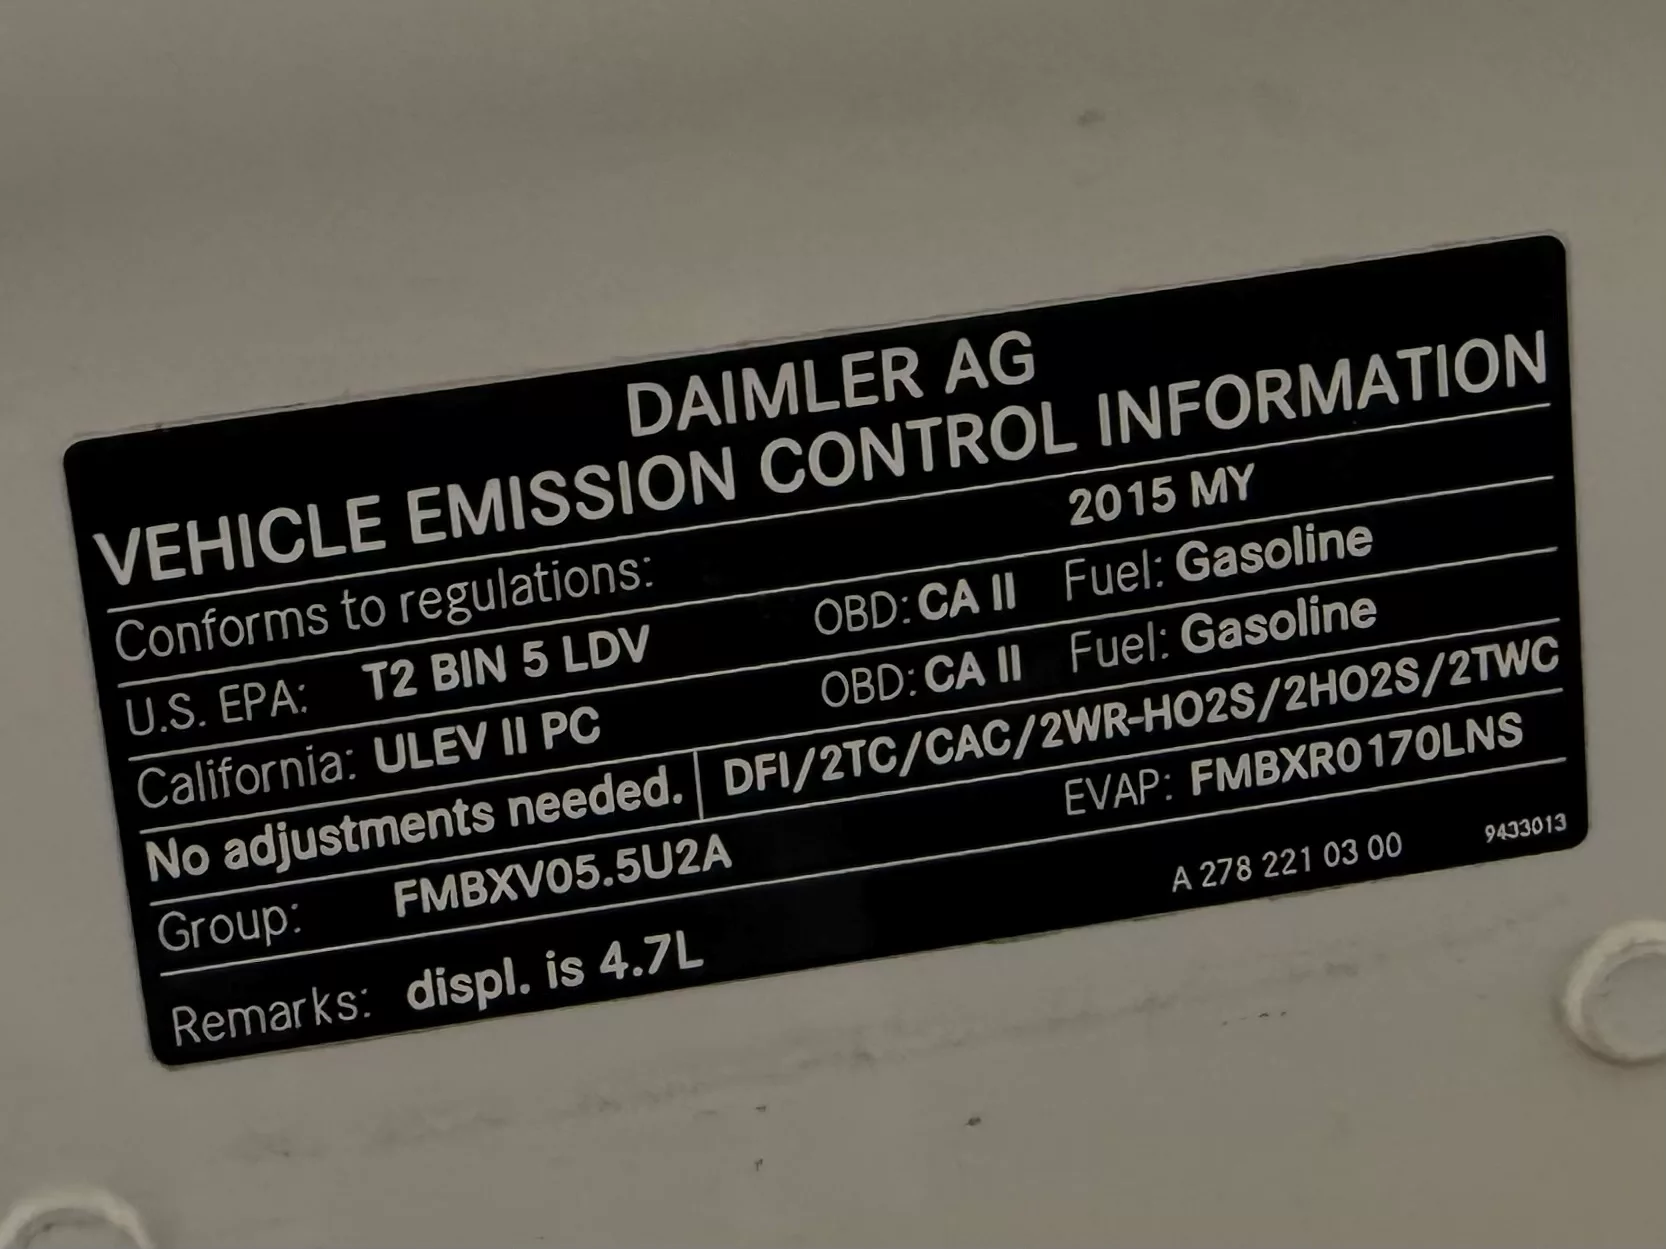 DAIMLER AG
VEHICLE EMISSION CONTROL INFORMATION
Conforms to regulations: 2015 MY
U.S. EPA: T2 BIN 5 LDV OBD: CA II Fuel: Gasoline
California: ULEV II PC OBD: CA II Fuel: Gasoline
No adjustments needed. DFI/2TC/CAC/2WR-HO2S/2HO2S/2TWC
Group: FMBXV05.5U2A EVAP: FMBXR0170LNS
Remarks: displ. is 4.7L A 278 221 03 00 9433013